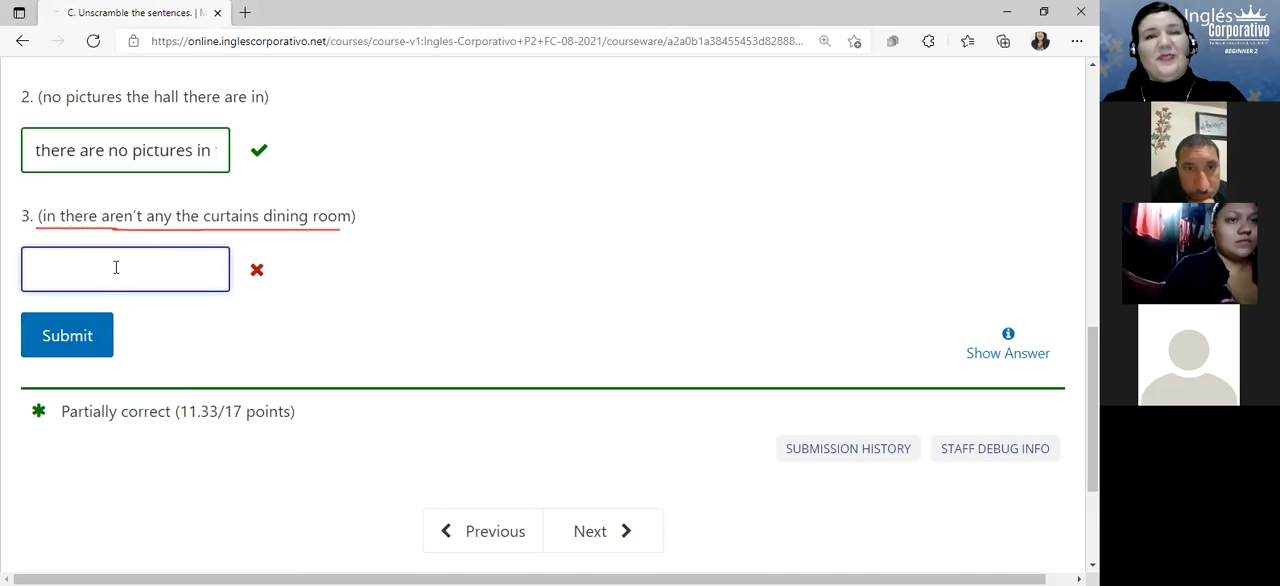 C. Unscramble the sentences. |
https://online.inglescorporativo.net/courses/course-v1:Ingles-Corporativo+P2+FC-08-2021/courseware/a2a0b1a38455453d82888...
Inglés
Corporativo
BEGINNER 2
2. (no pictures the hall there are in)
there are no pictures in
3. (in there aren't any the curtains dining room)
Submit
Show Answer
Partially correct (11.33/17 points)
SUBMISSION HISTORY
STAFF DEBUG INFO
Previous
Next